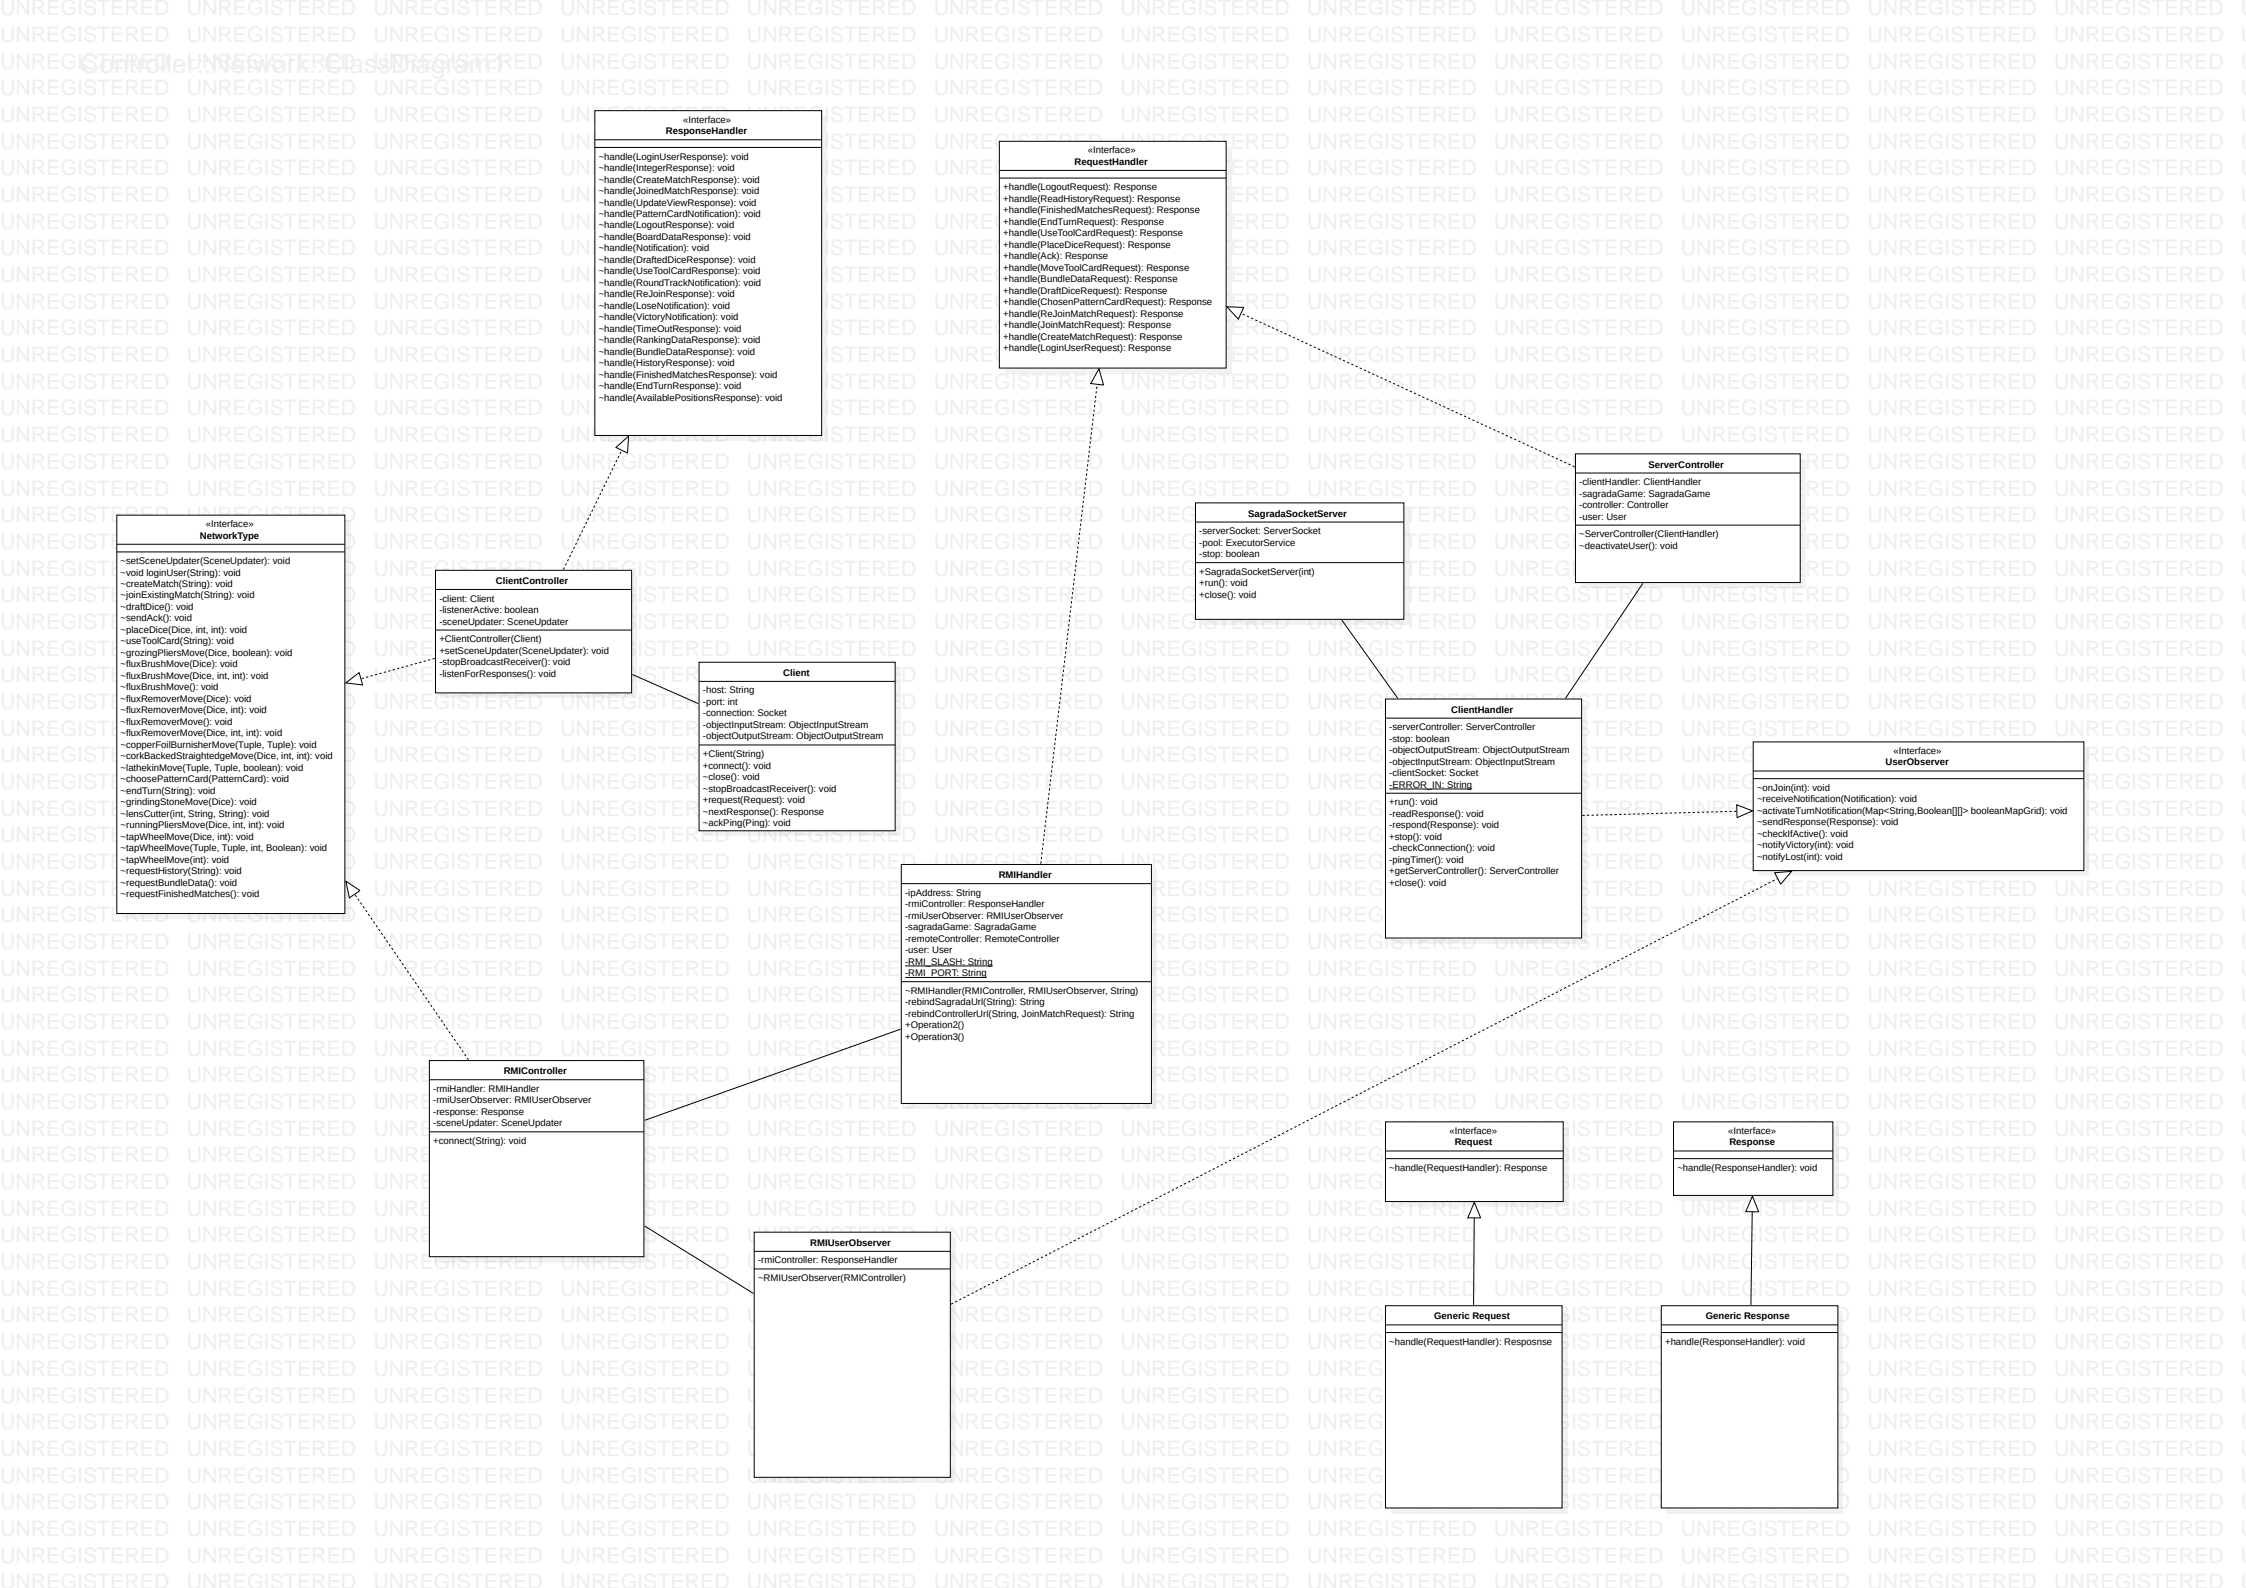 Controller::Network::ClassDiagram1
«Interface»
ResponseHandler
~handle(LoginUserResponse): void
~handle(IntegerResponse): void
~handle(CreateMatchResponse): void
~handle(JoinedMatchResponse): void
~handle(UpdateViewResponse): void
~handle(PatternCardNotification): void
~handle(LogoutResponse): void
~handle(BoardDataResponse): void
~handle(Notification): void
~handle(DraftedDiceResponse): void
~handle(UseToolCardResponse): void
~handle(RoundTrackNotification): void
~handle(ReJoinResponse): void
~handle(LoseNotification): void
~handle(VictoryNotification): void
~handle(TimeOutResponse): void
~handle(RankingDataResponse): void
~handle(BundleDataResponse): void
~handle(HistoryResponse): void
~handle(FinishedMatchesResponse): void
~handle(EndTurnResponse): void
~handle(AvailablePositionsResponse): void
«Interface»
RequestHandler
+handle(LogoutRequest): Response
+handle(ReadHistoryRequest): Response
+handle(FinishedMatchesRequest): Response
+handle(EndTurnRequest): Response
+handle(UseToolCardRequest): Response
+handle(PlaceDiceRequest): Response
+handle(Ack): Response
+handle(MoveToolCardRequest): Response
+handle(BundleDataRequest): Response
+handle(DraftDiceRequest): Response
+handle(ChosenPatternCardRequest): Response
+handle(ReJoinMatchRequest): Response
+handle(JoinMatchRequest): Response
+handle(CreateMatchRequest): Response
+handle(LoginUserRequest): Response
ServerController
-clientHandler: ClientHandler
-sagradaGame: SagradaGame
-controller: Controller
-user: User
~ServerController(ClientHandler)
~deactivateUser(): void
SagradaSocketServer
-serverSocket: ServerSocket
-pool: ExecutorService
-stop: boolean
+SagradaSocketServer(int)
+run(): void
+close(): void
«Interface»
NetworkType
~setSceneUpdater(SceneUpdater): void
~void loginUser(String): void
~createMatch(String): void
~joinExistingMatch(String): void
~draftDice(): void
~sendAck(): void
~placeDice(Dice, int, int): void
~useToolCard(String): void
~grozingPliersMove(Dice, boolean): void
~fluxBrushMove(Dice): void
~fluxBrushMove(Dice, int, int): void
~fluxBrushMove(): void
~fluxRemoverMove(Dice): void
~fluxRemoverMove(Dice, int): void
~fluxRemoverMove(): void
~fluxRemoverMove(Dice, int, int): void
~copperFoilBurnisherMove(Tuple, Tuple): void
~corkBackedStraightedgeMove(Dice, int, int): void
~lathekinMove(Tuple, Tuple, boolean): void
~choosePatternCard(PatternCard): void
~endTurn(String): void
~grindingStoneMove(Dice): void
~lensCutter(int, String, String): void
~runningPliersMove(Dice, int, int): void
~tapWheelMove(Dice, int): void
~tapWheelMove(Tuple, Tuple, int, Boolean): void
~tapWheelMove(int): void
~requestHistory(String): void
~requestBundleData(): void
~requestFinishedMatches(): void
ClientController
-client: Client
-listenerActive: boolean
-sceneUpdater: SceneUpdater
+ClientController(Client)
+setSceneUpdater(SceneUpdater): void
-stopBroadcastReceiver(): void
-listenForResponses(): void
Client
-host: String
-port: int
-connection: Socket
-objectInputStream: ObjectInputStream
-objectOutputStream: ObjectOutputStream
+Client(String)
+connect(): void
~close(): void
~stopBroadcastReceiver(): void
+request(Request): void
~nextResponse(): Response
~ackPing(Ping): void
ClientHandler
-serverController: ServerController
-stop: boolean
-objectOutputStream: ObjectOutputStream
-objectInputStream: ObjectInputStream
-clientSocket: Socket
-ERROR_IN: String
+run(): void
-readResponse(): void
-respond(Response): void
+stop(): void
-checkConnection(): void
-pingTimer(): void
+getServerController(): ServerController
+close(): void
«Interface»
UserObserver
~onJoin(int): void
~receiveNotification(Notification): void
~activateTurnNotification(Map<String,Boolean[][]> booleanMapGrid): void
~sendResponse(Response): void
~checkIfActive(): void
~notifyVictory(int): void
~notifyLost(int): void
RMIHandler
-ipAddress: String
-rmiController: ResponseHandler
-rmiUserObserver: RMIUserObserver
-sagradaGame: SagradaGame
-remoteController: RemoteController
-user: User
-RMI_SLASH: String
-RMI_PORT: String
~RMIHandler(RMIController, RMIUserObserver, String)
-rebindSagradaUrl(String): String
-rebindControllerUrl(String, JoinMatchRequest): String
+Operation2()
+Operation3()
RMIController
-rmiHandler: RMIHandler
-rmiUserObserver: RMIUserObserver
-response: Response
-sceneUpdater: SceneUpdater
+connect(String): void
RMIUserObserver
-rmiController: ResponseHandler
~RMIUserObserver(RMIController)
«Interface»
Request
~handle(RequestHandler): Response
«Interface»
Response
~handle(ResponseHandler): void
Generic Request
~handle(RequestHandler): Resposnse
Generic Response
+handle(ResponseHandler): void
UNREGISTERED